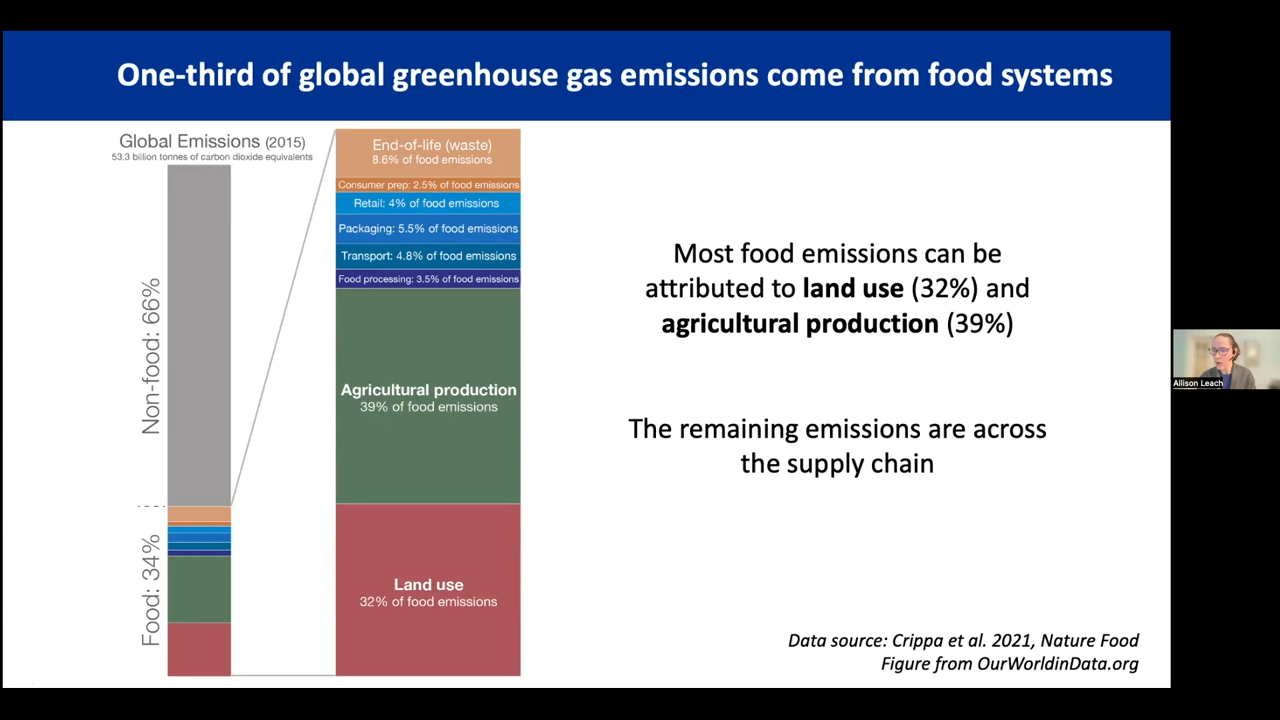 One-third of global greenhouse gas emissions come from food systems
Global Emissions (2015)
53.3 billion tonnes of carbon dioxide equivalents
Non-food: 66%
Food: 34%
End-of-life (waste)
8.6% of food emissions
Consumer prep: 2.5% of food emissions
Retail: 4% of food emissions
Packaging: 5.5% of food emissions
Transport: 4.8% of food emissions
Food processing: 3.5% of food emissions
Agricultural production
39% of food emissions
Land use
32% of food emissions
Most food emissions can be
attributed to land use (32%) and
agricultural production (39%)
The remaining emissions are across
the supply chain
Data source: Crippa et al. 2021, Nature Food
Figure from OurWorldinData.org
Allison Leach